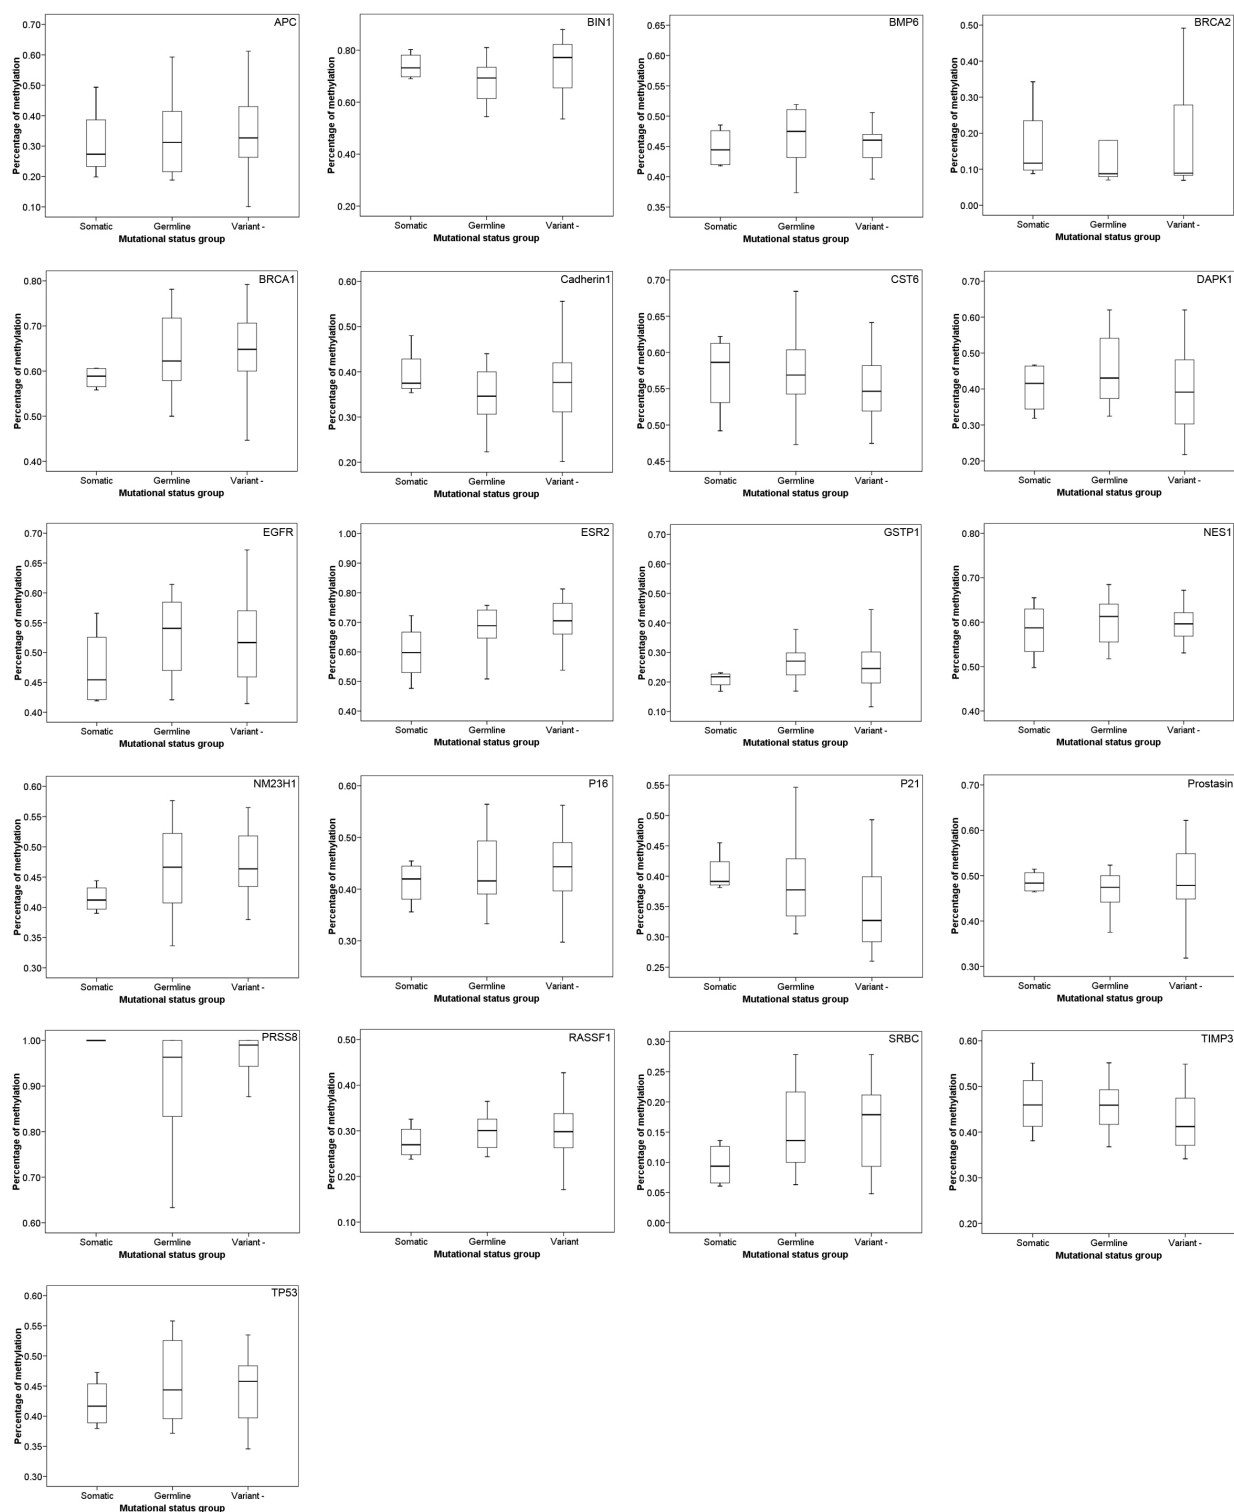 APC
Percentage of methylation
0.70
0.60
0.50
0.40
0.30
0.20
0.10
Somatic Germline Variant -
Mutational status group
BIN1
Percentage of methylation
0.80
0.60
0.40
0.20
Somatic Germline Variant -
Mutational status group
BMP6
Percentage of methylation
0.65
0.60
0.55
0.50
0.45
0.40
0.35
Somatic Germline Variant -
Mutational status group
BRCA2
Percentage of methylation
0.50
0.40
0.30
0.20
0.10
0.00
Somatic Germline Variant -
Mutational status group
BRCA1
Percentage of methylation
0.80
0.70
0.60
0.50
0.40
Somatic Germline Variant -
Mutational status group
Cadherin1
Percentage of methylation
0.60
0.50
0.40
0.30
0.20
Somatic Germline Variant -
Mutational status group
CST6
Percentage of methylation
0.70
0.65
0.60
0.55
0.50
0.45
Somatic Germline Variant -
Mutational status group
DAPK1
Percentage of methylation
0.70
0.60
0.50
0.40
0.30
0.20
Somatic Germline Variant -
Mutational status group
EGFR
Percentage of methylation
0.70
0.65
0.60
0.55
0.50
0.45
0.40
Somatic Germline Variant -
Mutational status group
ESR2
Percentage of methylation
1.00
0.90
0.80
0.70
0.60
0.50
0.40
Somatic Germline Variant -
Mutational status group
GSTP1
Percentage of methylation
0.70
0.60
0.50
0.40
0.30
0.20
0.10
Somatic Germline Variant -
Mutational status group
NES1
Percentage of methylation
0.80
0.70
0.60
0.50
0.40
Somatic Germline Variant -
Mutational status group
NM23H1
Percentage of methylation
0.60
0.55
0.50
0.45
0.40
0.35
0.30
Somatic Germline Variant -
Mutational status group
P16
Percentage of methylation
0.60
0.50
0.40
0.30
Somatic Germline Variant -
Mutational status group
P21
Percentage of methylation
0.55
0.50
0.45
0.40
0.35
0.30
0.25
Somatic Germline Variant -
Mutational status group
Prostasin
Percentage of methylation
0.70
0.60
0.50
0.40
0.30
Somatic Germline Variant -
Mutational status group
PRSS8
Percentage of methylation
1.00
0.90
0.80
0.70
0.60
Somatic Germline Variant -
Mutational status group
RASSF1
Percentage of methylation
0.50
0.40
0.30
0.20
0.10
Somatic Germline Variant
Mutational status group
SRBC
Percentage of methylation
0.30
0.25
0.20
0.15
0.10
0.05
0.00
Somatic Germline Variant -
Mutational status group
TIMP3
Percentage of methylation
0.60
0.50
0.40
0.30
0.20
Somatic Germline Variant -
Mutational status group
TP53
Percentage of methylation
0.60
0.55
0.50
0.45
0.40
0.35
0.30
Somatic Germline Variant -
Mutational status group